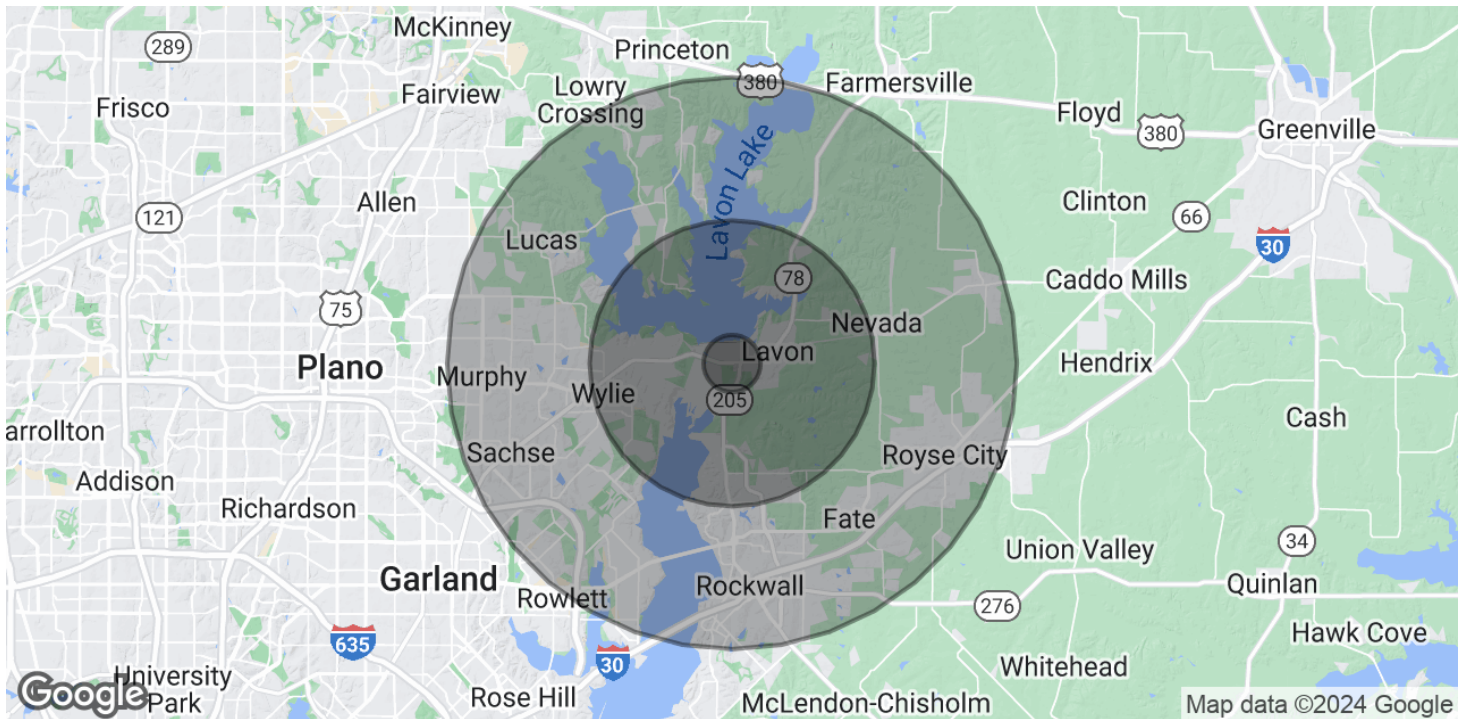 McKinney
289
Princeton
380
Farmersville
Fairview
Lowry
Crossing
Frisco
Floyd
380
Greenville
Lavon Lake
Allen
Clinton
121
66
Lucas
30
78
Caddo Mills
75
Nevada
Lavon
Plano
Murphy
Hendrix
Wylie
205
Cash
arrollton
Sachse
Royse City
Addison
Richardson
Fate
34
Union Valley
Garland
Rockwall
Quinlan
Rowlett
276
Hawk Cove
635
30
Whitehead
University
Park
Google
Rose Hill
McLendon-Chisholm
Map data ©2024 Google